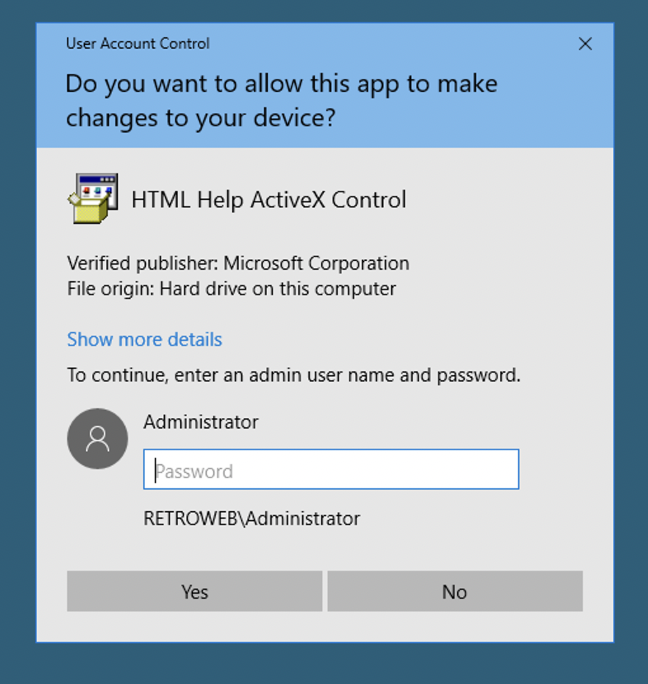 User Account Control
Do you want to allow this app to make
changes to your device?
HTML Help ActiveX Control
Verified publisher: Microsoft Corporation
File origin: Hard drive on this computer
Show more details
To continue, enter an admin user name and password.
Administrator
Password
RETROWEB\Administrator
Yes
No